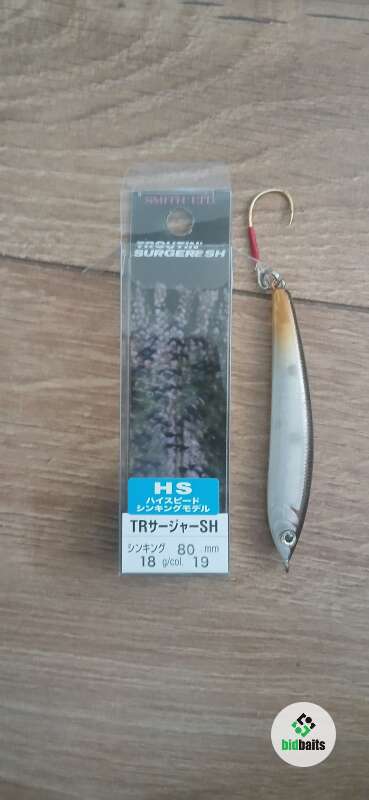 SMITH LTD.
TROUTIN'
SURGER SH
HS
ハイスピード
シンキングモデル
TRサージャーSH
シンキング 80 mm
18 g/col. 19
bidbaits